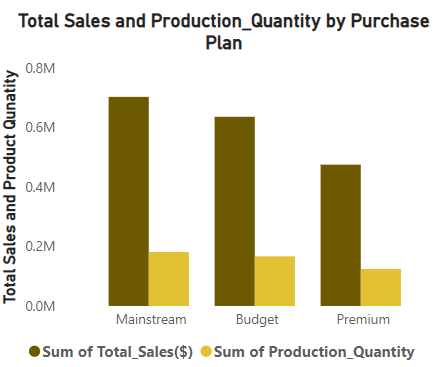 Total Sales and Production_Quantity by Purchase
Plan
Total Sales and Product Qunatity
0.8M
0.6M
0.4M
0.2M
0.0M
Mainstream Budget Premium
Sum of Total_Sales($) Sum of Production_Quantity